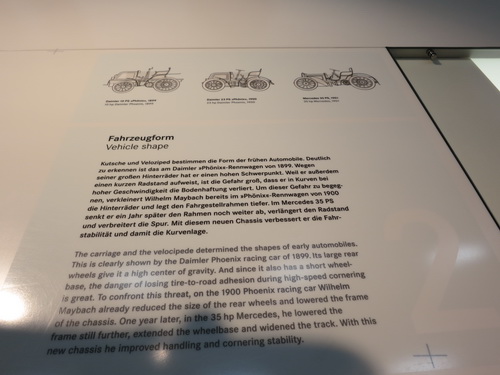 Fahrzeugform
Vehicle shape
Kutsche und Veloziped bestimmen die Form der frühen Automobile. Deutlich
zu erkennen ist das am Daimler »Phönix«-Rennwagen von 1899. Wegen
seiner großen Hinterräder hat er einen hohen Schwerpunkt. Weil er außerdem
einen kurzen Radstand aufweist, ist die Gefahr groß, dass er in Kurven bei
hoher Geschwindigkeit die Bodenhaftung verliert. Um dieser Gefahr zu begeg-
nen, verkleinert Wilhelm Maybach bereits im »Phönix«-Rennwagen von 1900
die Hinterräder und legt den Fahrgestellrahmen tiefer. Im Mercedes 35 PS
senkt er ein Jahr später den Rahmen noch weiter ab, verlängert den Radstand
und verbreitert die Spur. Mit diesem neuen Chassis verbessert er die Fahr-
stabilität und damit die Kurvenlage.
The carriage and the velocipede determined the shapes of early automobiles.
This is clearly shown by the Daimler Phoenix racing car of 1899. Its large rear
wheels give it a high center of gravity. And since it also has a short wheel-
base, the danger of losing tire-to-road adhesion during high-speed cornering
is great. To confront this threat, on the 1900 Phoenix racing car Wilhelm
Maybach already reduced the size of the rear wheels and lowered the frame
of the chassis. One year later, in the 35 hp Mercedes, he lowered the
frame still further, extended the wheelbase and widened the track. With this
new chassis he improved handling and cornering stability.